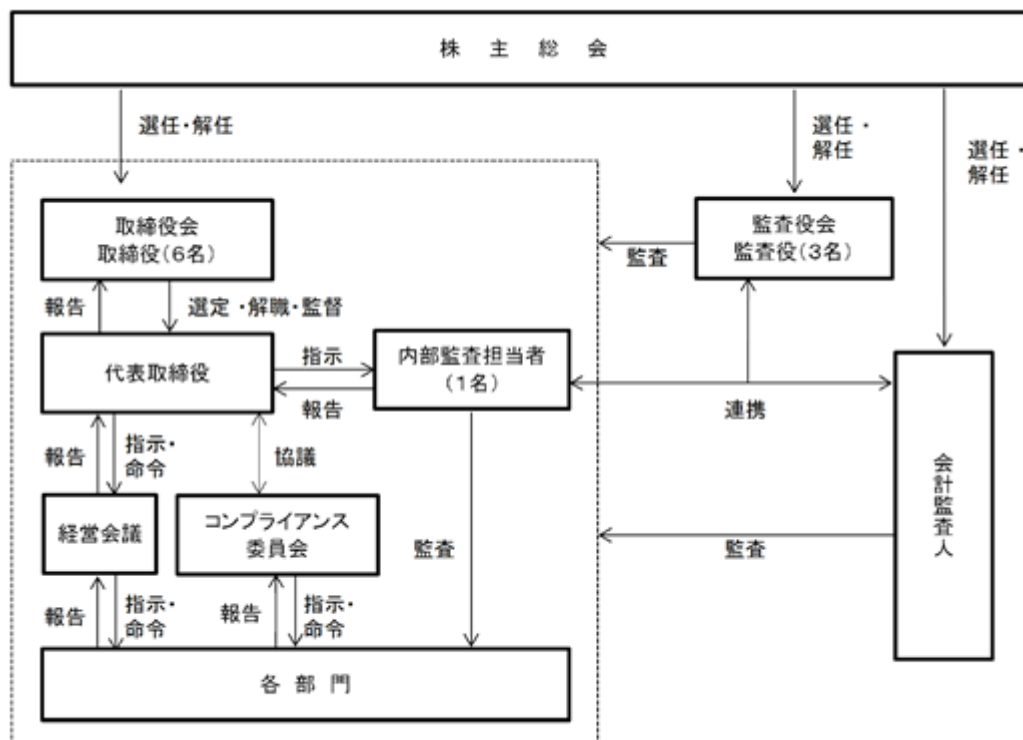 株 主 総 会
選任・解任
選任・
解任
選任・
解任
取締役会
取締役(6名)
監査役会
監査役(3名)
監査
報告
選定・解職・監督
代表取締役
指示
報告
内部監査担当者
(1名)
連携
報告
指示・
命令
協議
会計監査人
経営会議
コンプライアンス
委員会
監査
監査
報告
指示・
命令
報告
指示・
命令
各 部 門